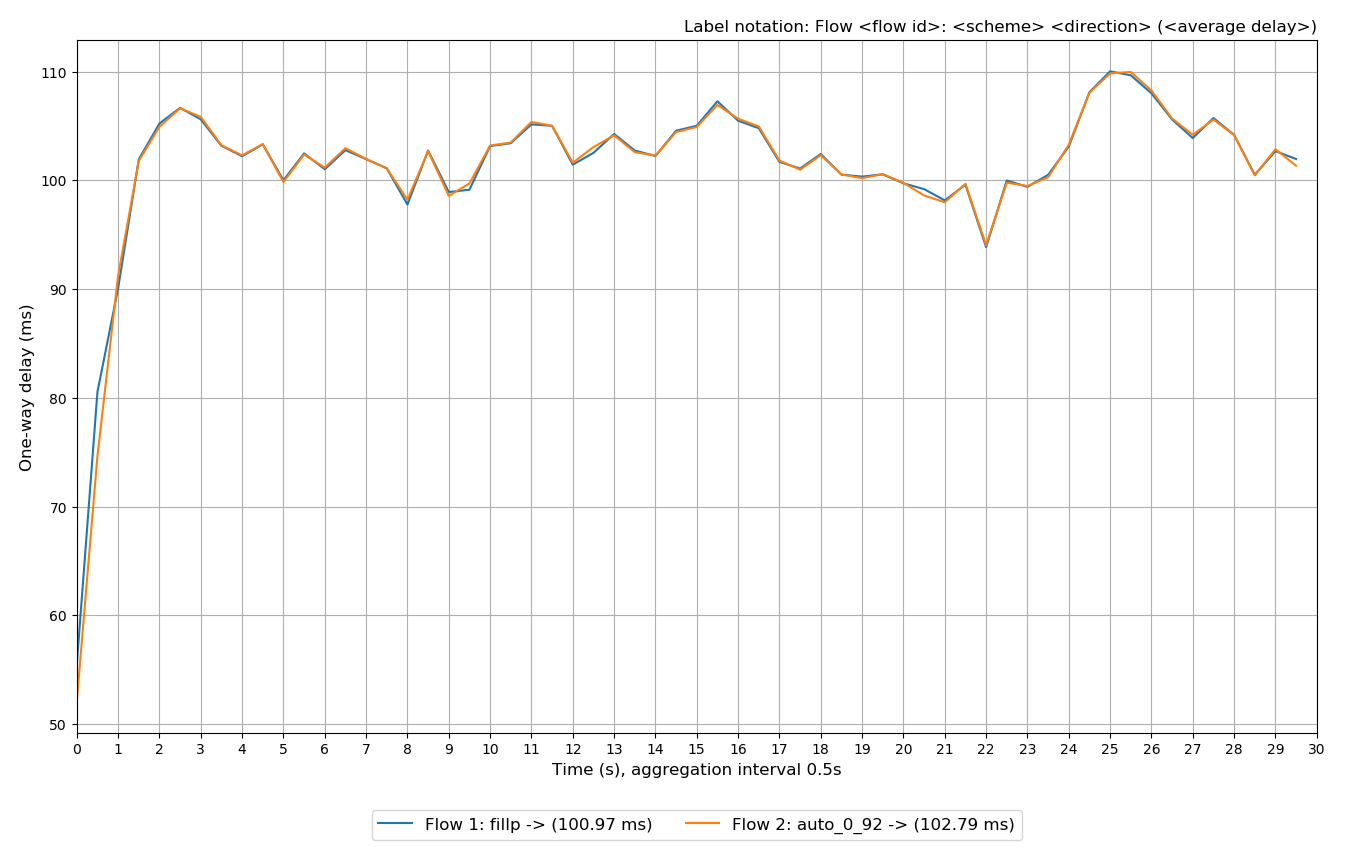 Label notation: Flow <flow id>: <scheme> <direction> (<average delay>)
110
100
90
80
70
60
50
One-way delay (ms)
0 1 2 3 4 5 6 7 8 9 10 11 12 13 14 15 16 17 18 19 20 21 22 23 24 25 26 27 28 29 30
Time (s), aggregation interval 0.5s
Flow 1: fillp -> (100.97 ms) Flow 2: auto_0_92 -> (102.79 ms)